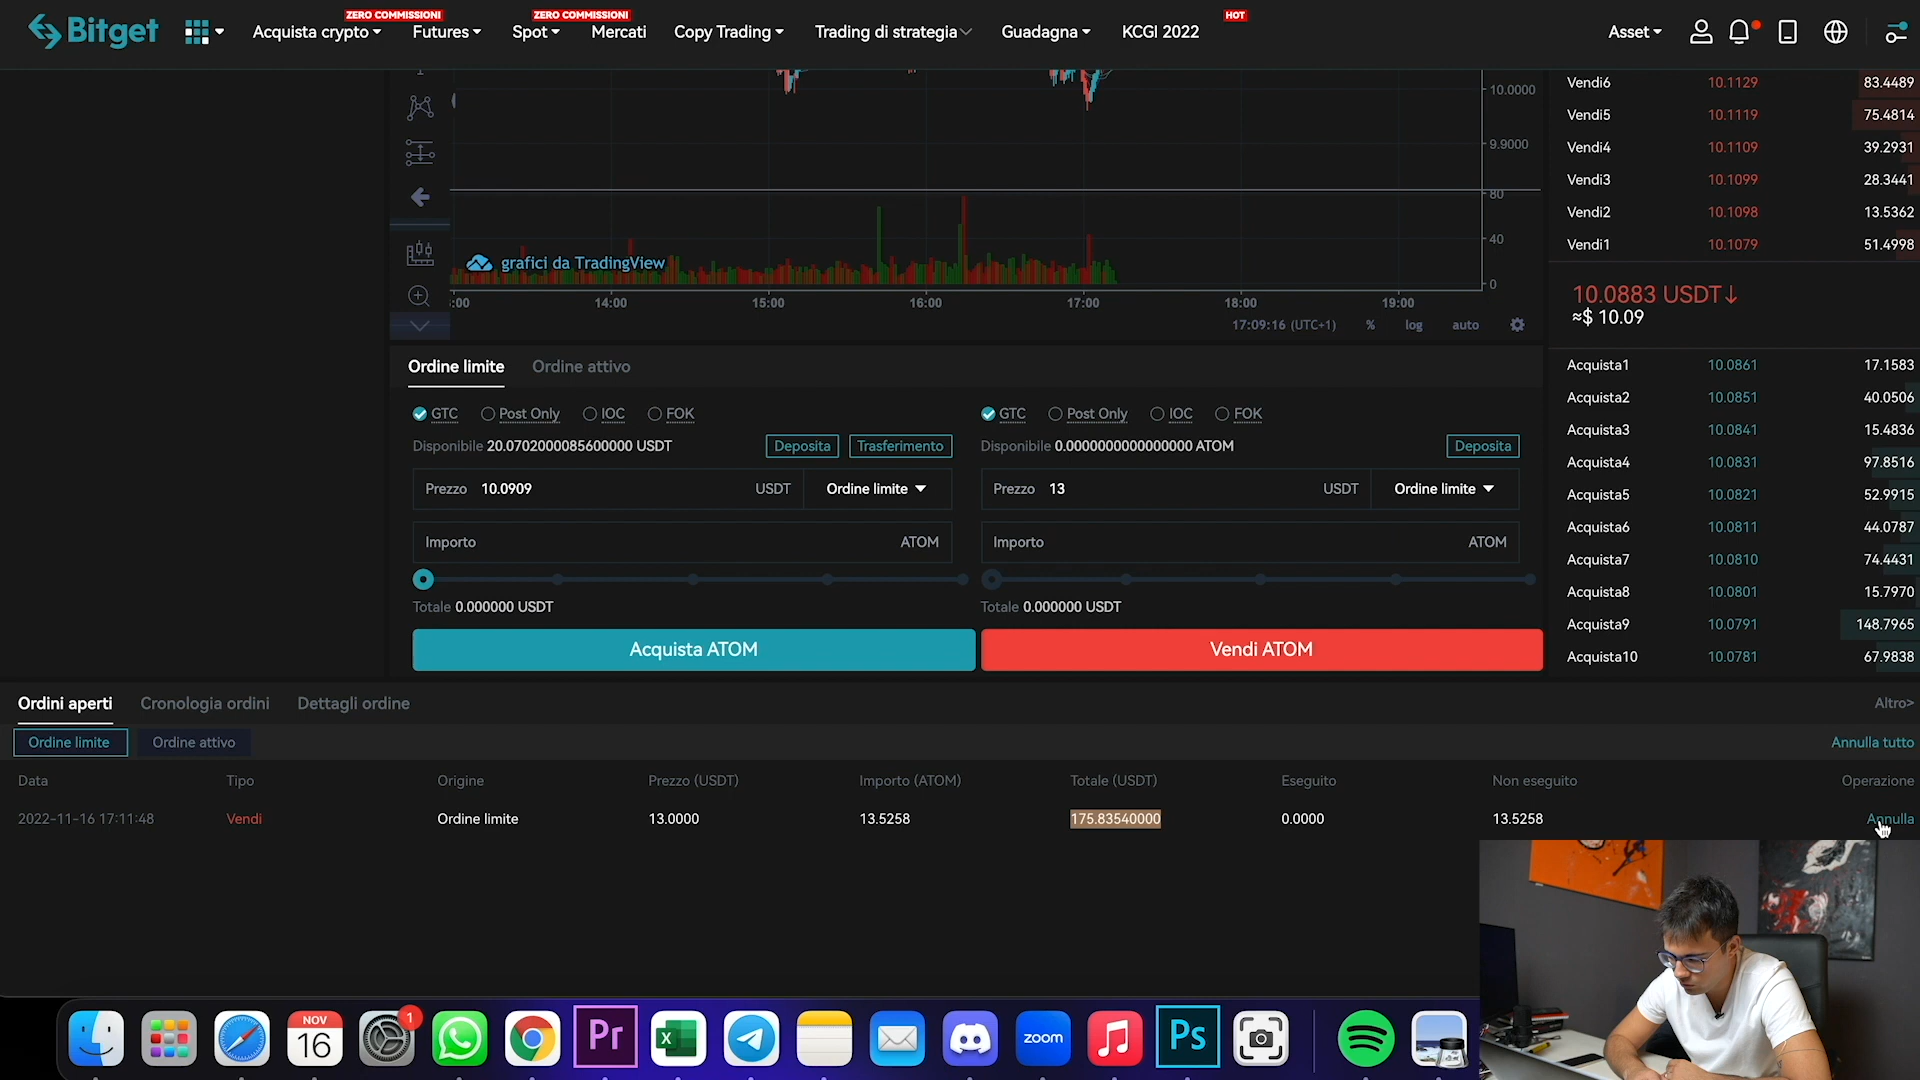 ZERO COMMISSIONI
ZERO COMMISSIONI
HOT
Bitget
Acquista crypto
Futures
Spot
Mercati
Copy Trading
Trading di strategia
Guadagna
KCGI 2022
Asset
10.0000
9.9000
80
40
0
grafici da TradingView
:00
14:00
15:00
16:00
17:00
18:00
19:00
17:09:16 (UTC+1)
%
log
auto
Vendi6 10.1129 83.4489
Vendi5 10.1119 75.4814
Vendi4 10.1109 39.2931
Vendi3 10.1099 28.3441
Vendi2 10.1098 13.5362
Vendi1 10.1079 51.4998
10.0883 USDT↓
≈$ 10.09
Acquista1 10.0861 17.1583
Acquista2 10.0851 40.0506
Acquista3 10.0841 15.4836
Acquista4 10.0831 97.8516
Acquista5 10.0821 52.9915
Acquista6 10.0811 44.0787
Acquista7 10.0810 74.4431
Acquista8 10.0801 15.7970
Acquista9 10.0791 148.7965
Acquista10 10.0781 67.9838
Ordine limite Ordine attivo
GTC Post Only IOC FOK
Disponibile 20.0702000085600000 USDT Deposita Trasferimento
Prezzo 10.0909 USDT Ordine limite
Importo ATOM
Totale 0.000000 USDT
Acquista ATOM
GTC Post Only IOC FOK
Disponibile 0.0000000000000000 ATOM Deposita
Prezzo 13 USDT Ordine limite
Importo ATOM
Totale 0.000000 USDT
Vendi ATOM
Ordini aperti Cronologia ordini Dettagli ordine Altro>
Ordine limite Ordine attivo Annulla tutto
Data Tipo Origine Prezzo (USDT) Importo (ATOM) Totale (USDT) Eseguito Non eseguito Operazione
2022-11-16 17:11:48 Vendi Ordine limite 13.0000 13.5258 175.83540000 0.0000 13.5258 Annulla
NOV
16
1
Pr
zoom
Ps